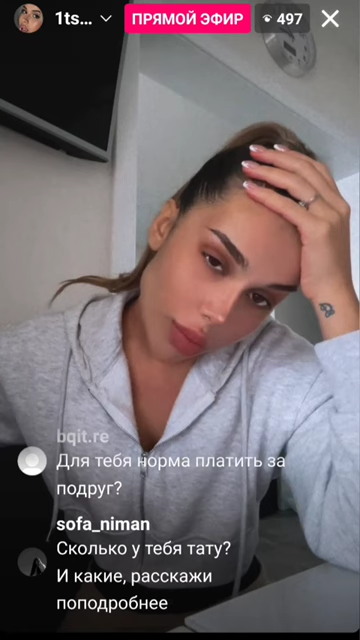 1ts... ПРЯМОЙ ЭФИР 497
bqit.re
Для тебя норма платить за
подруг?
sofa_niman
Сколько у тебя тату?
И какие, расскажи
поподробнее